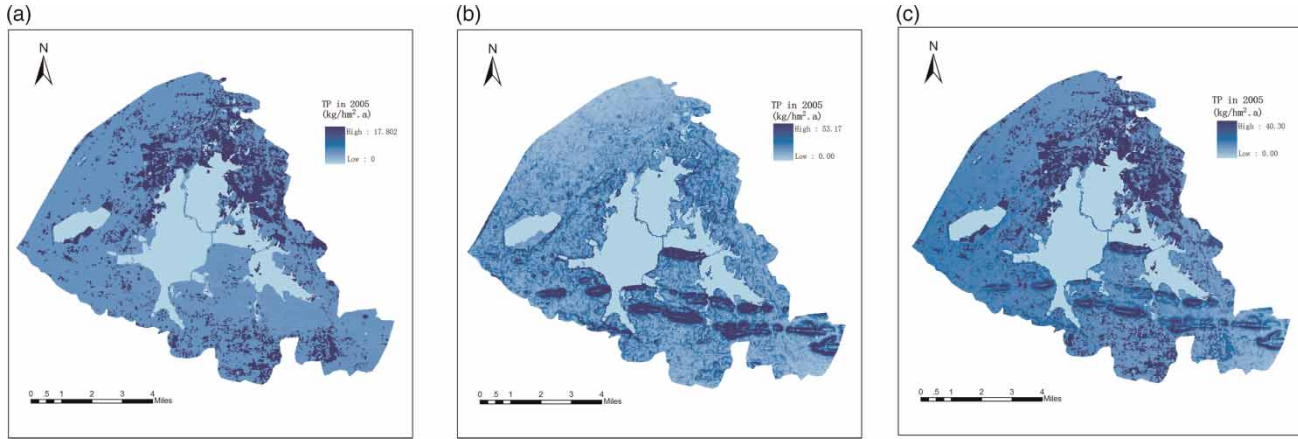 (a)
N
TP in 2005
(kg/hm².a)
High : 17.802
Low : 0
0 .5 1 2 3 4
Miles
(b)
N
TP in 2005
(kg/hm².a)
High : 53.17
Low : 0.00
0 .5 1 2 3 4
Miles
(c)
N
TP in 2005
(kg/hm².a)
High : 40.30
Low : 0.00
0 .5 1 2 3 4
Miles